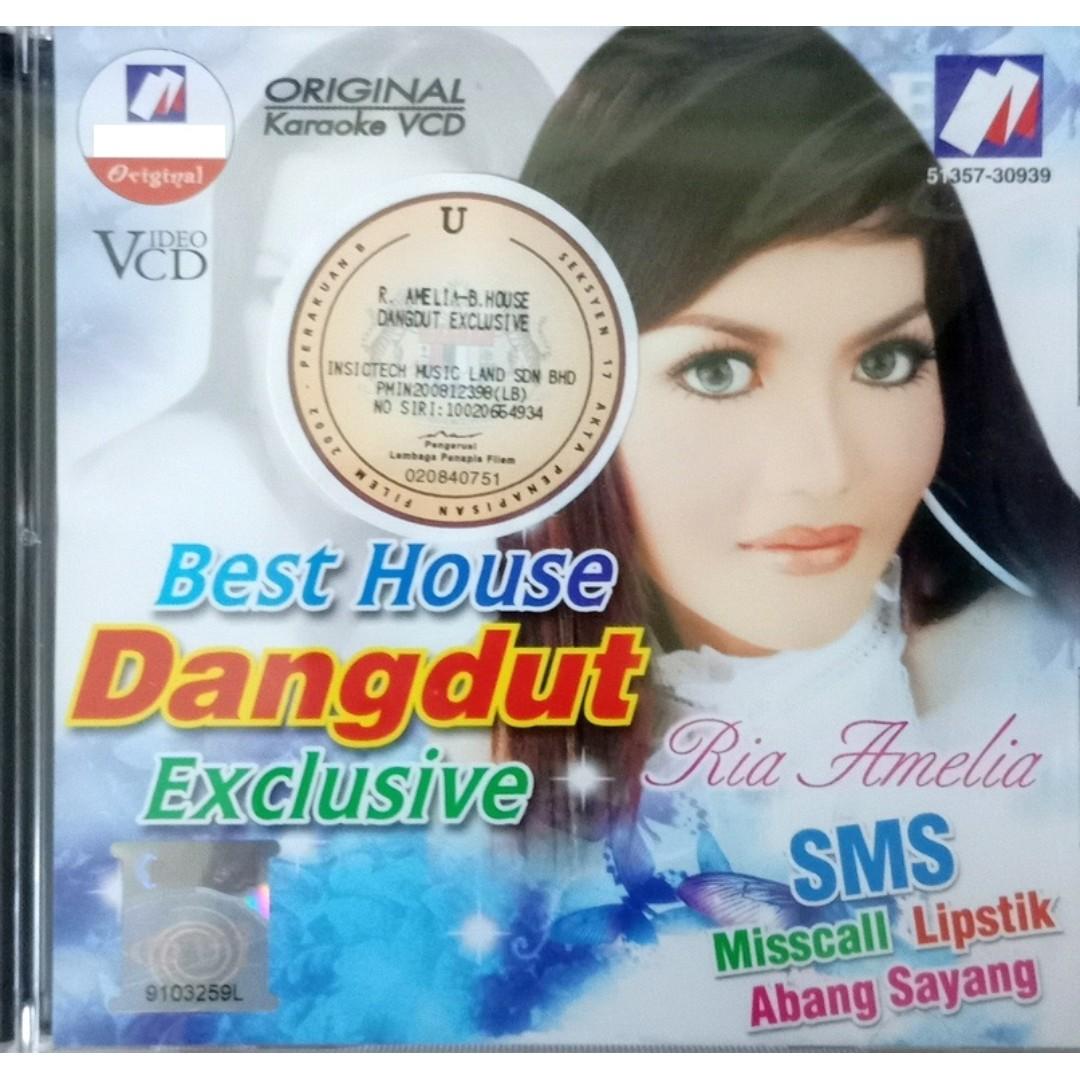 Original
ORIGINAL
Karaoke VCD
VIDEO
CD
51357-30939
U
PERAKUAN B
SEKSYEN 17 AKTA PENAPISAN FILEM 2002
R. AMELIA-B.HOUSE
DANGDUT EXCLUSIVE
INSICTECH MUSIC LAND SDN BHD
PMIN200812398(LB)
NO SIRI:10020664934
Pengerusi
Lembaga Penapis Filem
020840751
Best House
Dangdut
Exclusive
Ria Amelia
SMS
Misscall Lipstik
Abang Sayang
9103259L